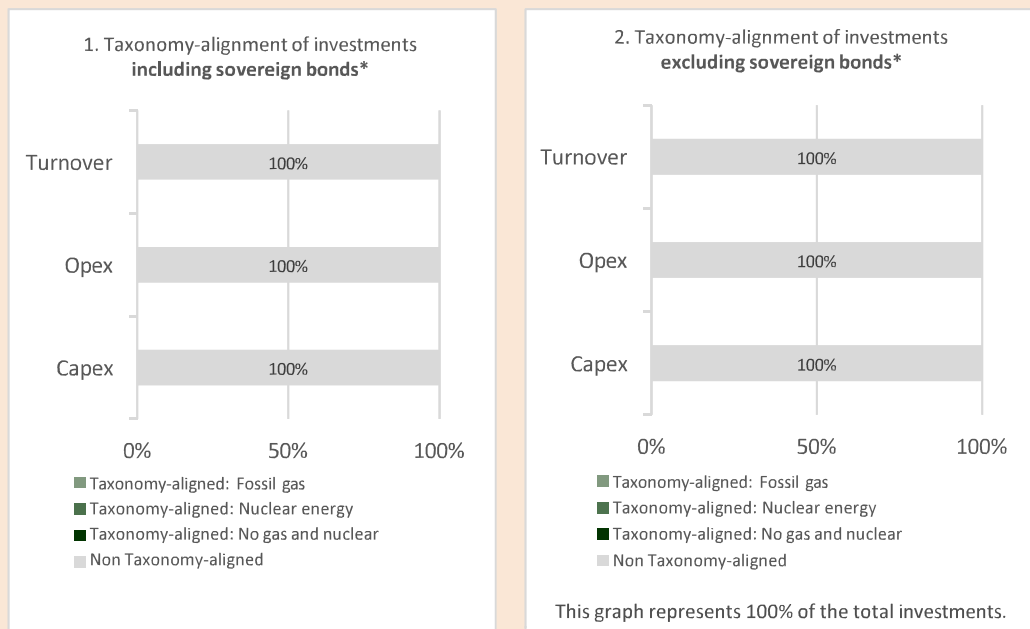 1. Taxonomy-alignment of investments
including sovereign bonds*
Turnover
100%
Opex
100%
Capex
100%
0% 50% 100%
Taxonomy-aligned: Fossil gas
Taxonomy-aligned: Nuclear energy
Taxonomy-aligned: No gas and nuclear
Non Taxonomy-aligned
2. Taxonomy-alignment of investments
excluding sovereign bonds*
Turnover
100%
Opex
100%
Capex
100%
0% 50% 100%
Taxonomy-aligned: Fossil gas
Taxonomy-aligned: Nuclear energy
Taxonomy-aligned: No gas and nuclear
Non Taxonomy-aligned
This graph represents 100% of the total investments.